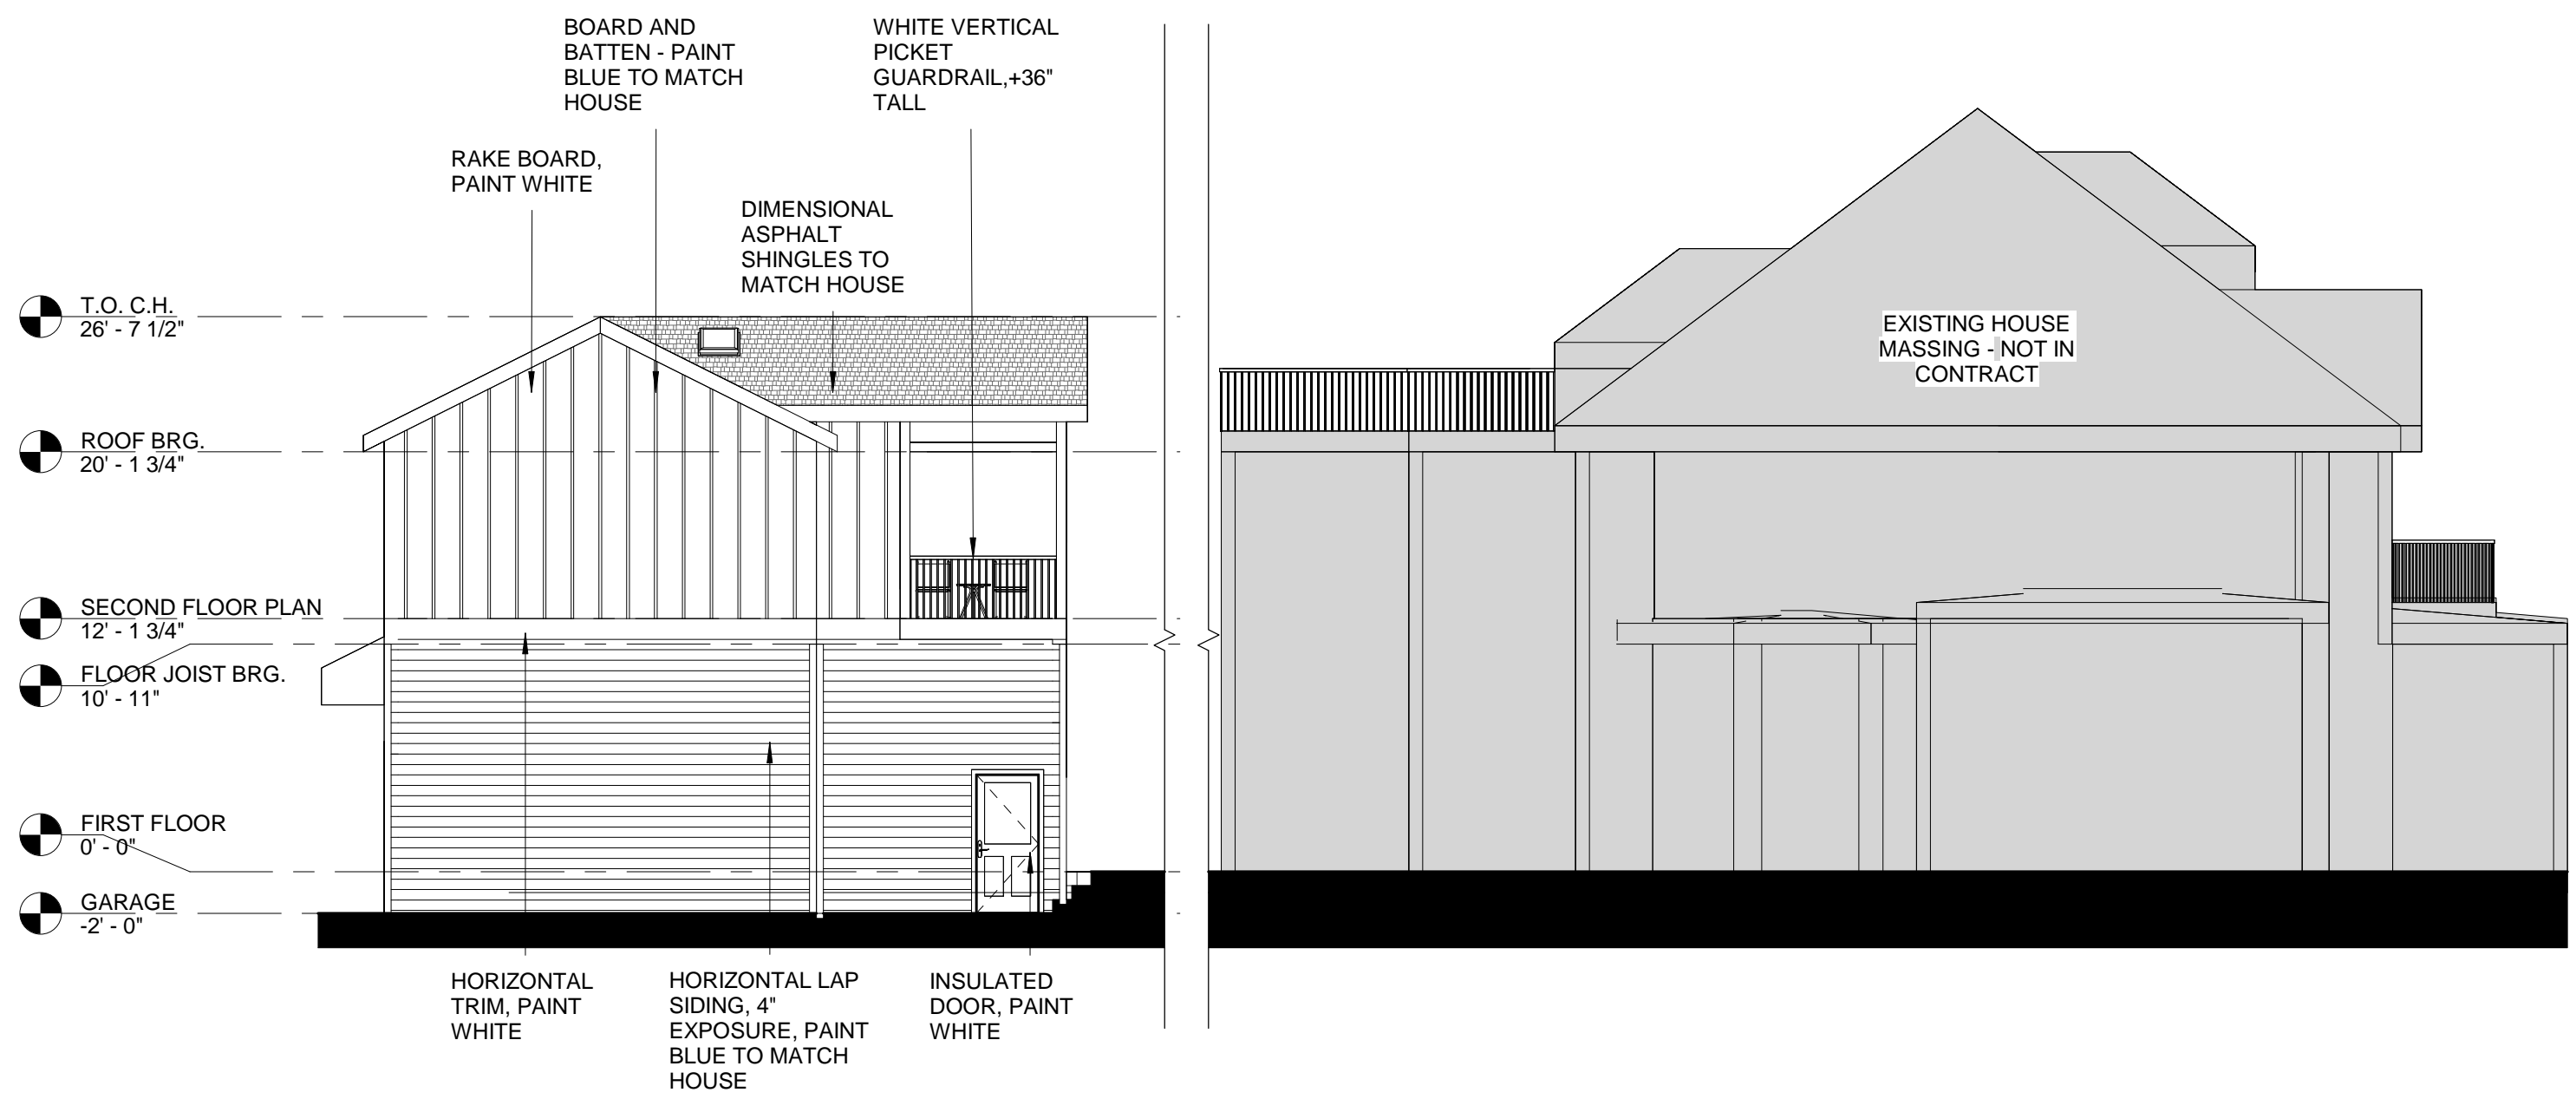 BOARD AND
BATTEN - PAINT
BLUE TO MATCH
HOUSE
WHITE VERTICAL
PICKET
GUARDRAIL,+36"
TALL
RAKE BOARD,
PAINT WHITE
DIMENSIONAL
ASPHALT
SHINGLES TO
MATCH HOUSE
T.O. C.H.
26' - 7 1/2"
EXISTING HOUSE
MASSING - NOT IN
CONTRACT
ROOF BRG.
20' - 1 3/4"
SECOND FLOOR PLAN
12' - 1 3/4"
FLOOR JOIST BRG.
10' - 11"
FIRST FLOOR
0' - 0"
GARAGE
-2' - 0"
HORIZONTAL
TRIM, PAINT
WHITE
HORIZONTAL LAP
SIDING, 4"
EXPOSURE, PAINT
BLUE TO MATCH
HOUSE
INSULATED
DOOR, PAINT
WHITE